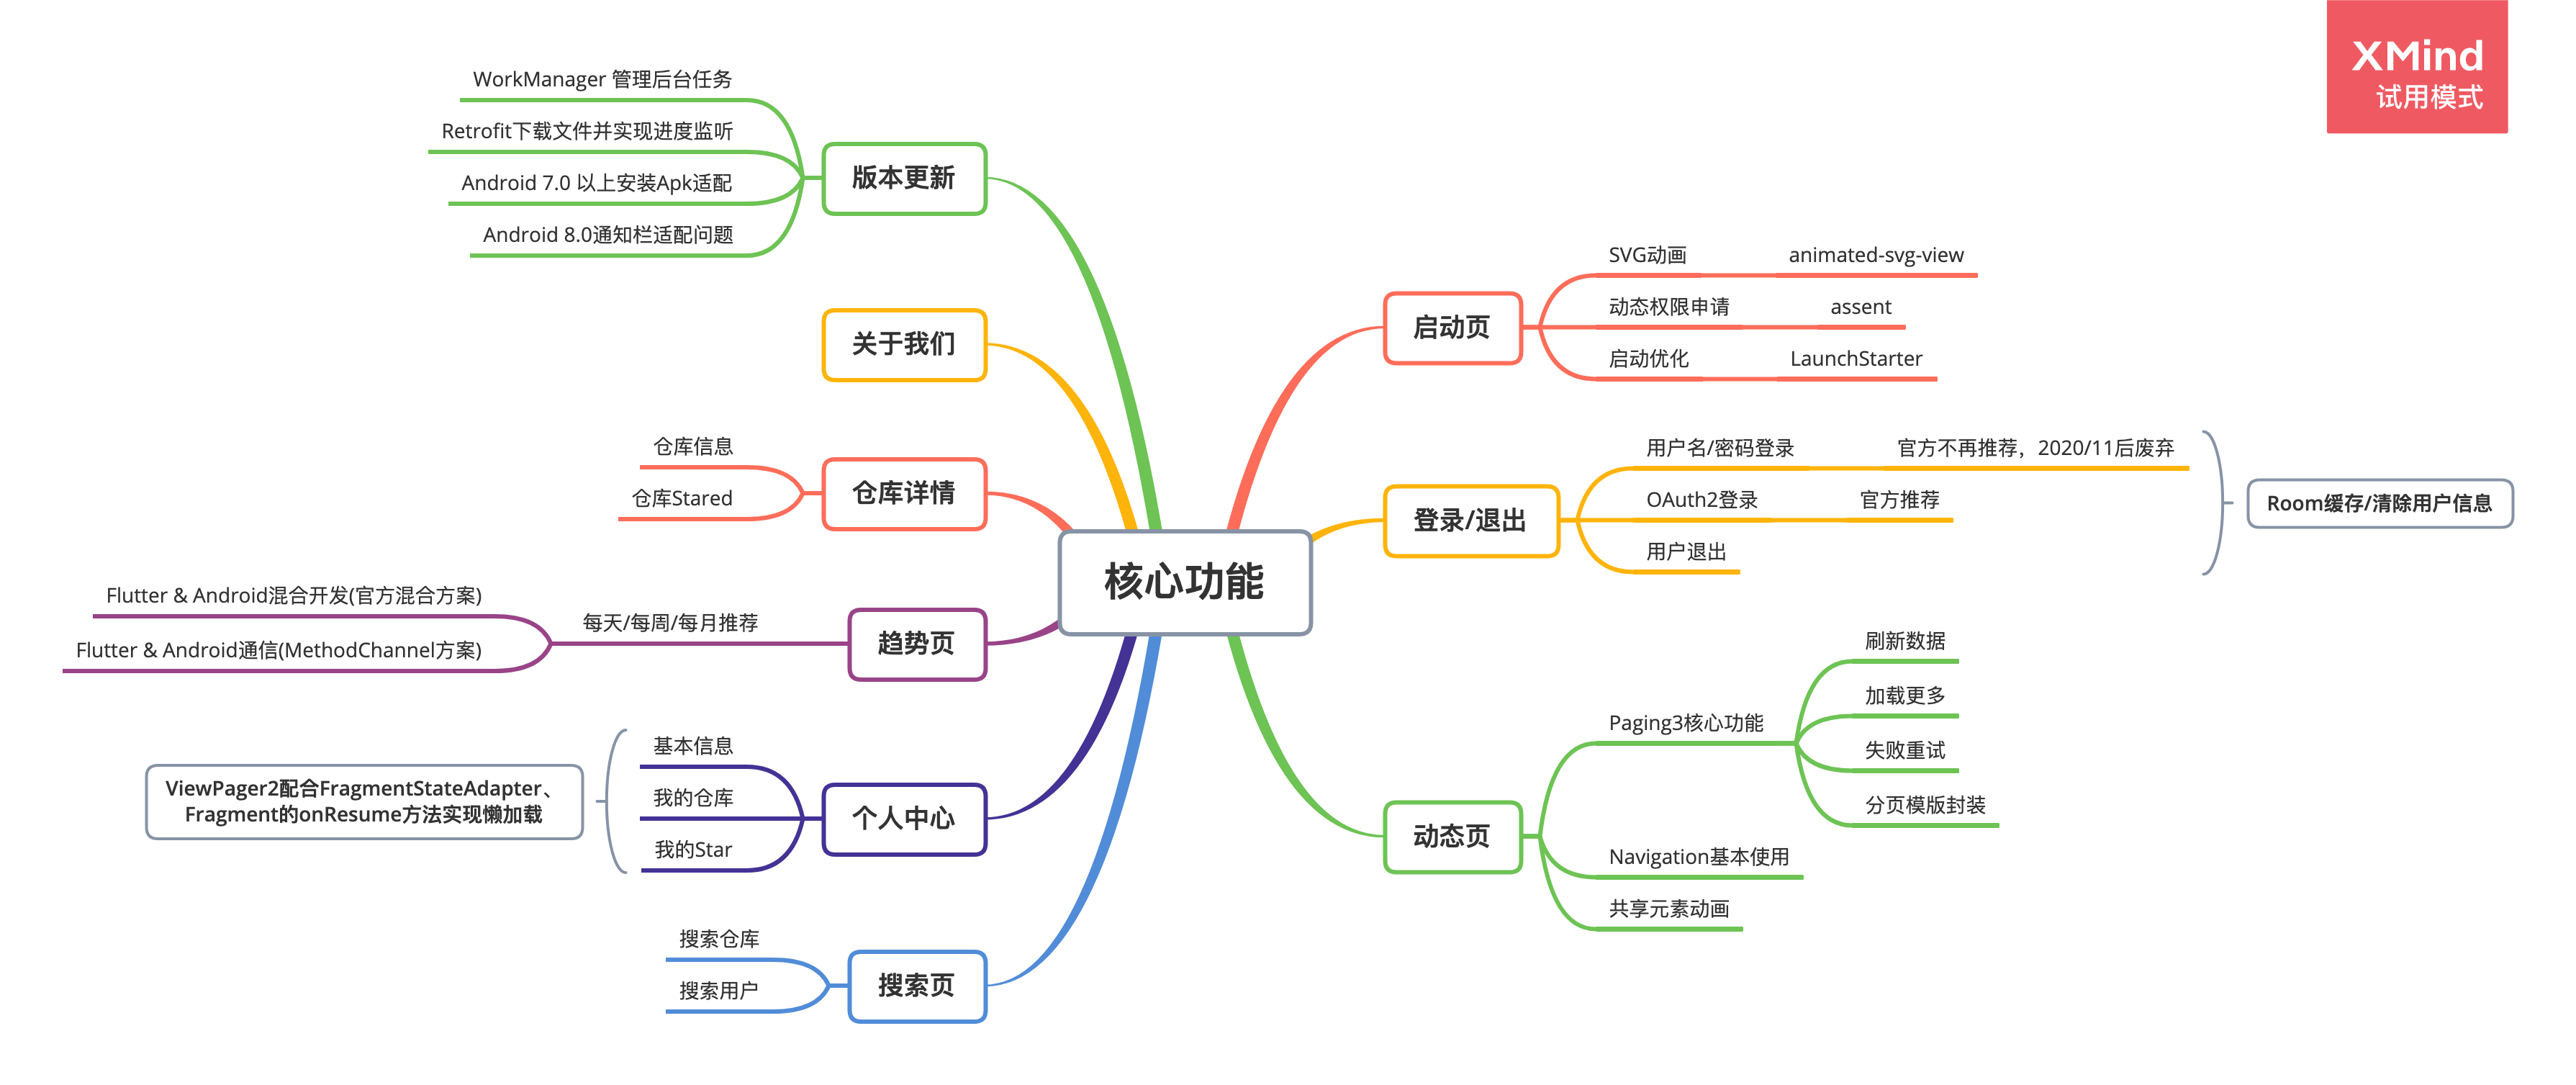 XMind
试用模式
核心功能
启动页
SVG动画
animated-svg-view
动态权限申请
assent
启动优化
LaunchStarter
登录/退出
用户名/密码登录
官方不再推荐，2020/11后废弃
OAuth2登录
官方推荐
用户退出
Room缓存/清除用户信息
动态页
Paging3核心功能
刷新数据
加载更多
失败重试
分页模版封装
Navigation基本使用
共享元素动画
版本更新
WorkManager 管理后台任务
Retrofit下载文件并实现进度监听
Android 7.0 以上安装Apk适配
Android 8.0通知栏适配问题
关于我们
仓库详情
仓库信息
仓库Stared
趋势页
每天/每周/每月推荐
Flutter & Android混合开发(官方混合方案)
Flutter & Android通信(MethodChannel方案)
个人中心
基本信息
我的仓库
我的Star
ViewPager2配合FragmentStateAdapter、
Fragment的onResume方法实现懒加载
搜索页
搜索仓库
搜索用户